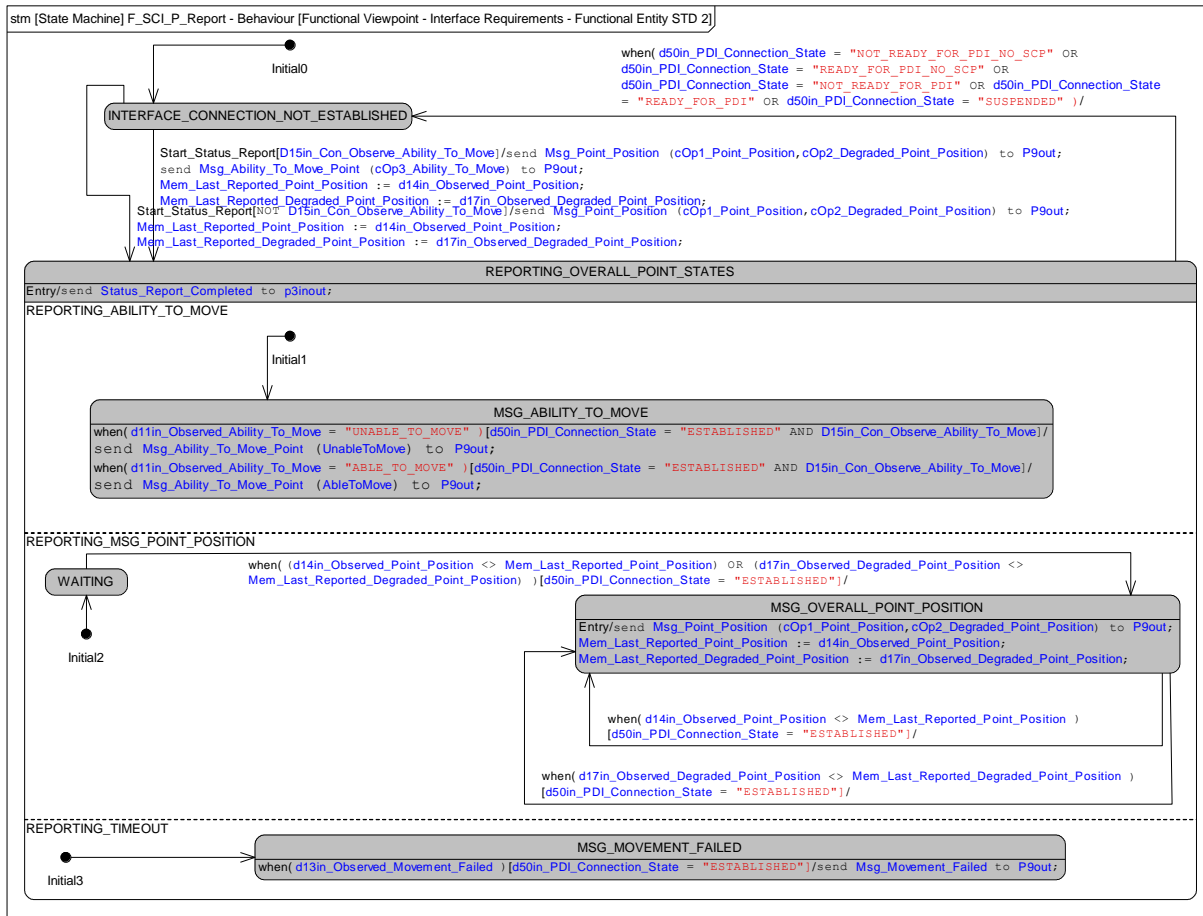 stm [State Machine] F_SCI_P_Report - Behaviour [Functional Viewpoint - Interface Requirements - Functional Entity STD 2]
Initial0
when( d50in_PDI_Connection_State = "NOT_READY_FOR_PDI_NO_SCP" OR
d50in_PDI_Connection_State = "READY_FOR_PDI_NO_SCP" OR
d50in_PDI_Connection_State = "NOT_READY_FOR_PDI" OR d50in_PDI_Connection_State
= "READY_FOR_PDI" OR d50in_PDI_Connection_State = "SUSPENDED" )/
INTERFACE_CONNECTION_NOT_ESTABLISHED
Start_Status_Report[D15in_Con_Observe_Ability_To_Move]/send Msg_Point_Position (cOp1_Point_Position,cOp2_Degraded_Point_Position) to P9out;
send Msg_Ability_To_Move_Point (cOp3_Ability_To_Move) to P9out;
Mem_Last_Reported_Point_Position := d14in_Observed_Point_Position;
Mem_Last_Reported_Degraded_Point_Position := d17in_Observed_Degraded_Point_Position;
Start_Status_Report[NOT D15in_Con_Observe_Ability_To_Move]/send Msg_Point_Position (cOp1_Point_Position,cOp2_Degraded_Point_Position) to P9out;
Mem_Last_Reported_Point_Position := d14in_Observed_Point_Position;
Mem_Last_Reported_Degraded_Point_Position := d17in_Observed_Degraded_Point_Position;
REPORTING_OVERALL_POINT_STATES
Entry/send Status_Report_Completed to p3inout;
REPORTING_ABILITY_TO_MOVE
Initial1
MSG_ABILITY_TO_MOVE
when( d11in_Observed_Ability_To_Move = "UNABLE_TO_MOVE" )[d50in_PDI_Connection_State = "ESTABLISHED" AND D15in_Con_Observe_Ability_To_Move]/
send Msg_Ability_To_Move_Point (UnableToMove) to P9out;
when( d11in_Observed_Ability_To_Move = "ABLE_TO_MOVE" )[d50in_PDI_Connection_State = "ESTABLISHED" AND D15in_Con_Observe_Ability_To_Move]/
send Msg_Ability_To_Move_Point (AbleToMove) to P9out;
REPORTING_MSG_POINT_POSITION
WAITING
when( (d14in_Observed_Point_Position <> Mem_Last_Reported_Point_Position) OR (d17in_Observed_Degraded_Point_Position <>
Mem_Last_Reported_Degraded_Point_Position) )[d50in_PDI_Connection_State = "ESTABLISHED"]/
Initial2
MSG_OVERALL_POINT_POSITION
Entry/send Msg_Point_Position (cOp1_Point_Position,cOp2_Degraded_Point_Position) to P9out;
Mem_Last_Reported_Point_Position := d14in_Observed_Point_Position;
Mem_Last_Reported_Degraded_Point_Position := d17in_Observed_Degraded_Point_Position;
when( d14in_Observed_Point_Position <> Mem_Last_Reported_Point_Position )
[d50in_PDI_Connection_State = "ESTABLISHED"]/
when( d17in_Observed_Degraded_Point_Position <> Mem_Last_Reported_Degraded_Point_Position )
[d50in_PDI_Connection_State = "ESTABLISHED"]/
REPORTING_TIMEOUT
Initial3
MSG_MOVEMENT_FAILED
when( d13in_Observed_Movement_Failed )[d50in_PDI_Connection_State = "ESTABLISHED"]/send Msg_Movement_Failed to P9out;